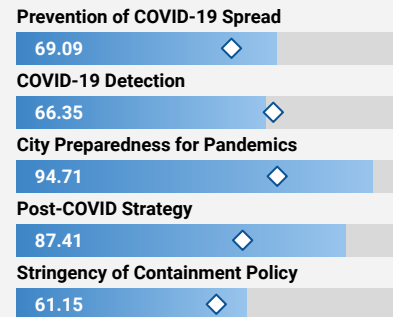 Prevention of COVID-19 Spread
69.09
COVID-19 Detection
66.35
City Preparedness for Pandemics
94.71
Post-COVID Strategy
87.41
Stringency of Containment Policy
61.15